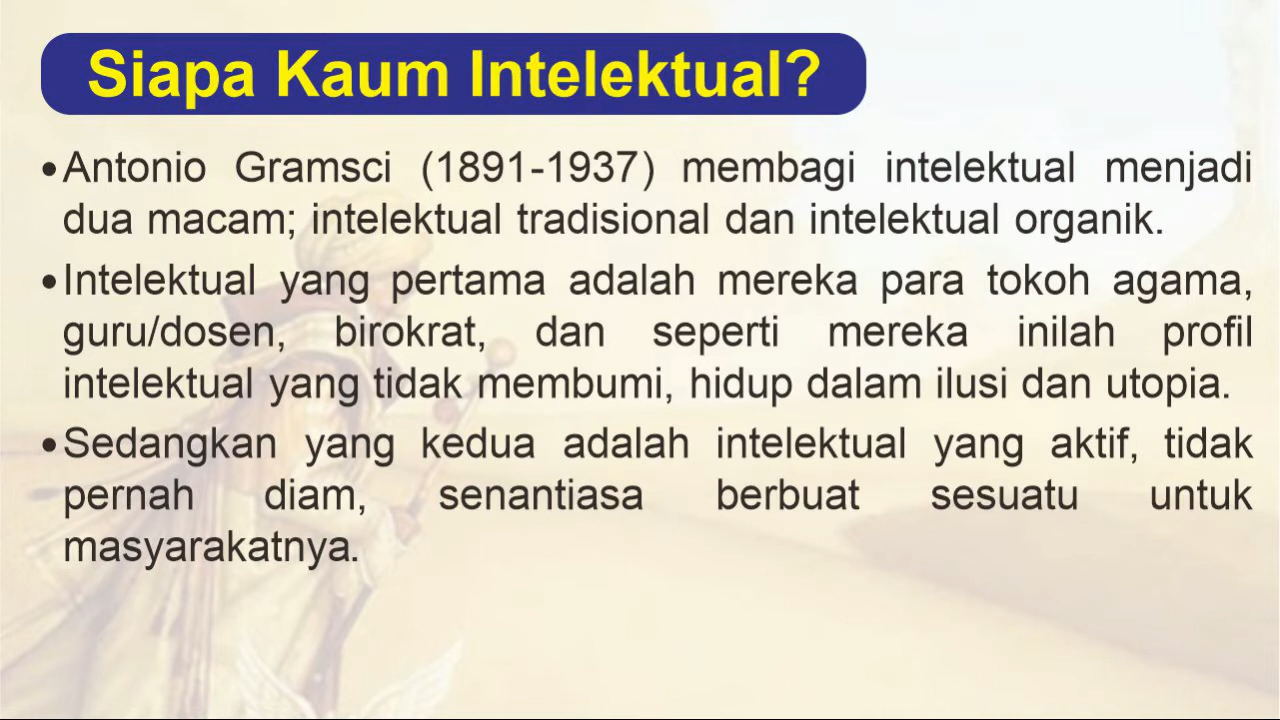 Siapa Kaum Intelektual?
•Antonio Gramsci (1891-1937) membagi intelektual menjadi
dua macam; intelektual tradisional dan intelektual organik.
•Intelektual yang pertama adalah mereka para tokoh agama,
guru/dosen, birokrat, dan seperti mereka inilah profil
intelektual yang tidak membumi, hidup dalam ilusi dan utopia.
•Sedangkan yang kedua adalah intelektual yang aktif, tidak
pernah diam, senantiasa berbuat sesuatu untuk
masyarakatnya.